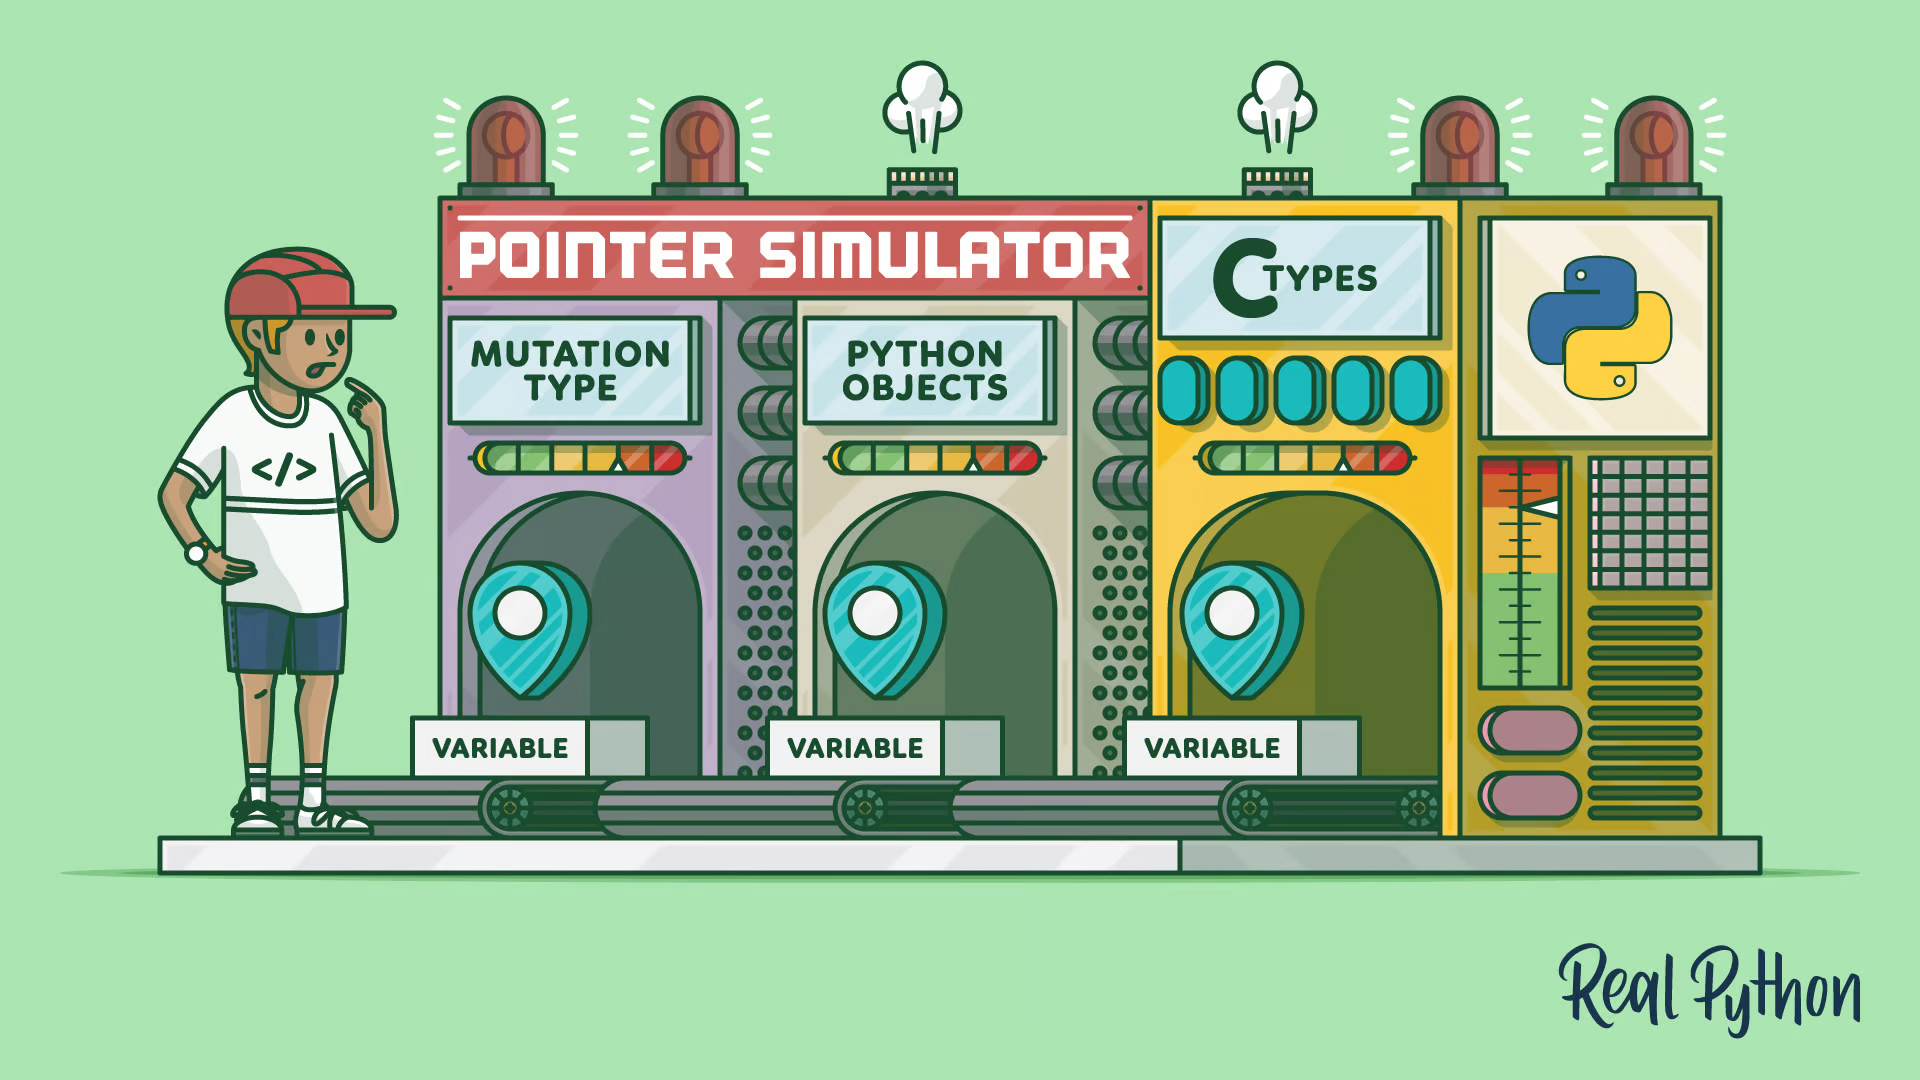 POINTER SIMULATOR
CTYPES
MUTATION
TYPE
PYTHON
OBJECTS
</>
VARIABLE
VARIABLE
VARIABLE
Real Python